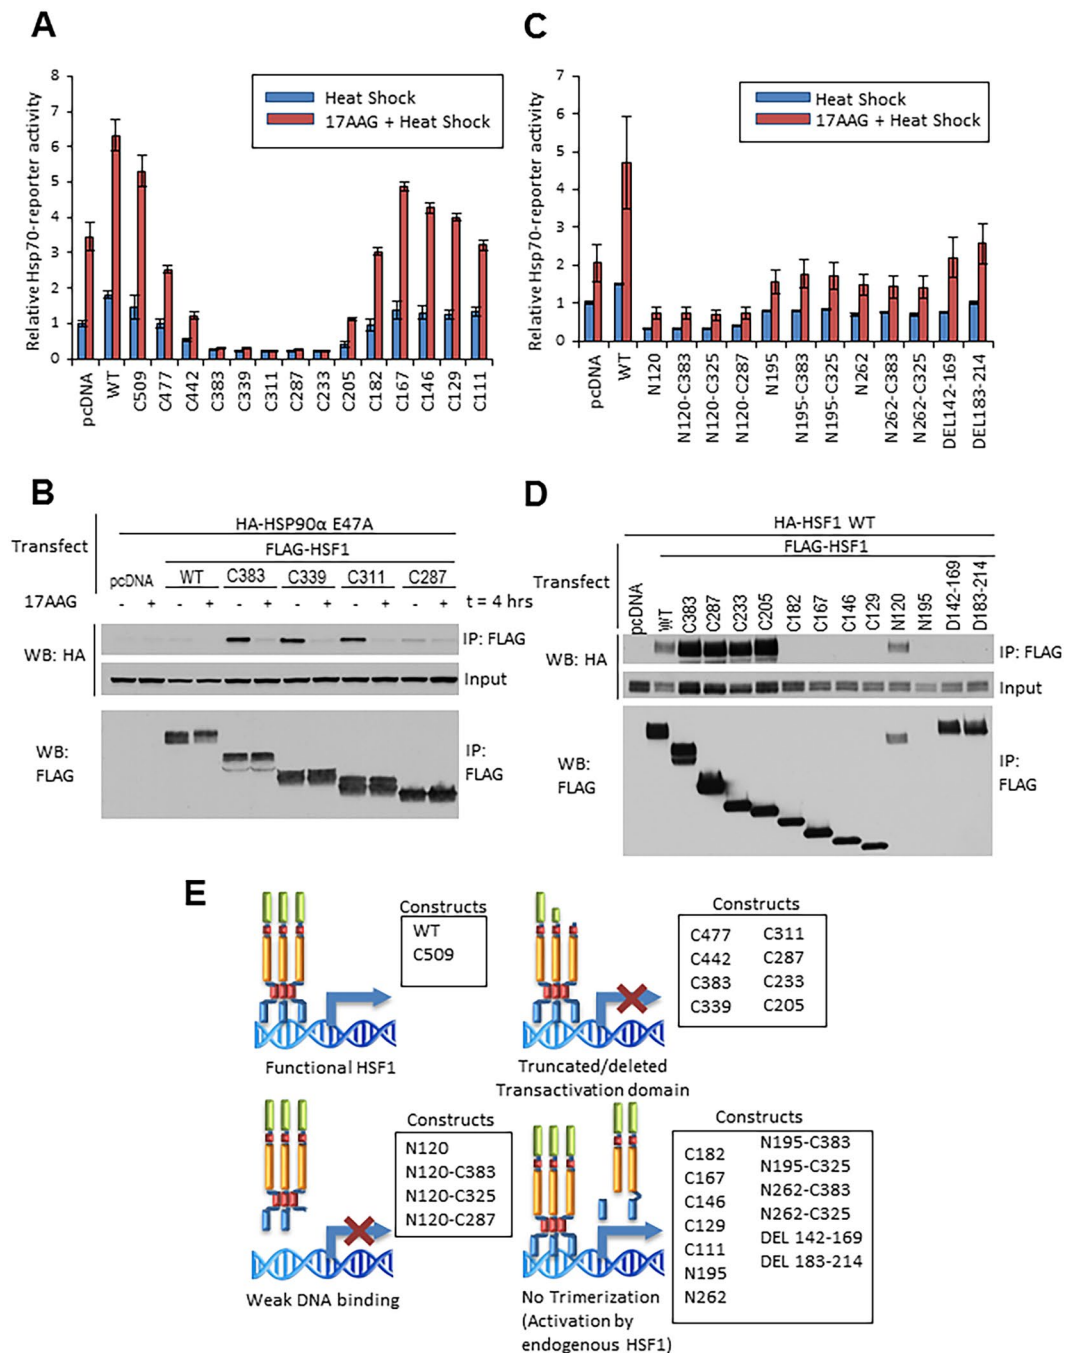 A
Relative Hsp70-reporter activity
8
7
6
5
4
3
2
1
0
Heat Shock
17AAG + Heat Shock
pcDNA
WT
C509
C477
C442
C383
C339
C311
C287
C233
C205
C182
C167
C146
C129
C111
C
Relative Hsp70-reporter activity
7
6
5
4
3
2
1
0
Heat Shock
17AAG + Heat Shock
pcDNA
WT
N120
N120-C383
N120-C325
N120-C287
N195
N195-C383
N195-C325
N262
N262-C383
N262-C325
DEL142-169
DEL183-214
B
HA-HSP90α E47A
Transfect
FLAG-HSF1
pcDNA WT C383 C339 C311 C287
17AAG - + - + - + - + - + - + t = 4 hrs
WB: HA
IP: FLAG
Input
WB:
FLAG
IP:
FLAG
D
HA-HSF1 WT
FLAG-HSF1
Transfect
pcDNA
WT
C383
C287
C233
C205
C182
C167
C146
C129
N120
N195
D142-169
D183-214
WB: HA
IP: FLAG
Input
WB:
FLAG
IP:
FLAG
E
Constructs
WT
C509
Functional HSF1
Constructs
C477 C311
C442 C287
C383 C233
C339 C205
Truncated/deleted
Transactivation domain
Constructs
N120
N120-C383
N120-C325
N120-C287
Weak DNA binding
Constructs
C182
C167
C146
C129
C111
N195
N262
N195-C383
N195-C325
N262-C383
N262-C325
DEL 142-169
DEL 183-214
No Trimerization
(Activation by
endogenous HSF1)